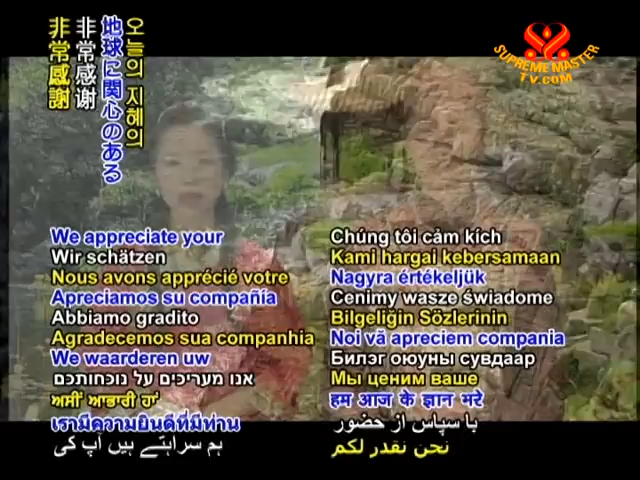 오늘의 지혜의
地球に関心のある
非常感谢
非常感謝
SUPREME MASTER
TV.COM
We appreciate your
Wir schätzen
Nous avons apprécié votre
Apreciamos su compañía
Abbiamo gradito
Agradecemos sua companhia
We waarderen uw
אנו מעריכים על נוכחותכם
ਅਸੀਂ ਆਭਾਰੀ ਹਾਂ
เรามีความยินดีที่มีท่าน
ہم سراہتے ہیں آپ کی
Chúng tôi cảm kích
Kami hargai kebersamaan
Nagyra értékeljük
Cenimy wasze świadome
Bilgeliğin Sözlerinin
Noi vă apreciem compania
Билэг оюуны сувдаар
Мы ценим ваше
हम आज के ज्ञान भरे
با سپاس از حضور
نحن نقدر لكم